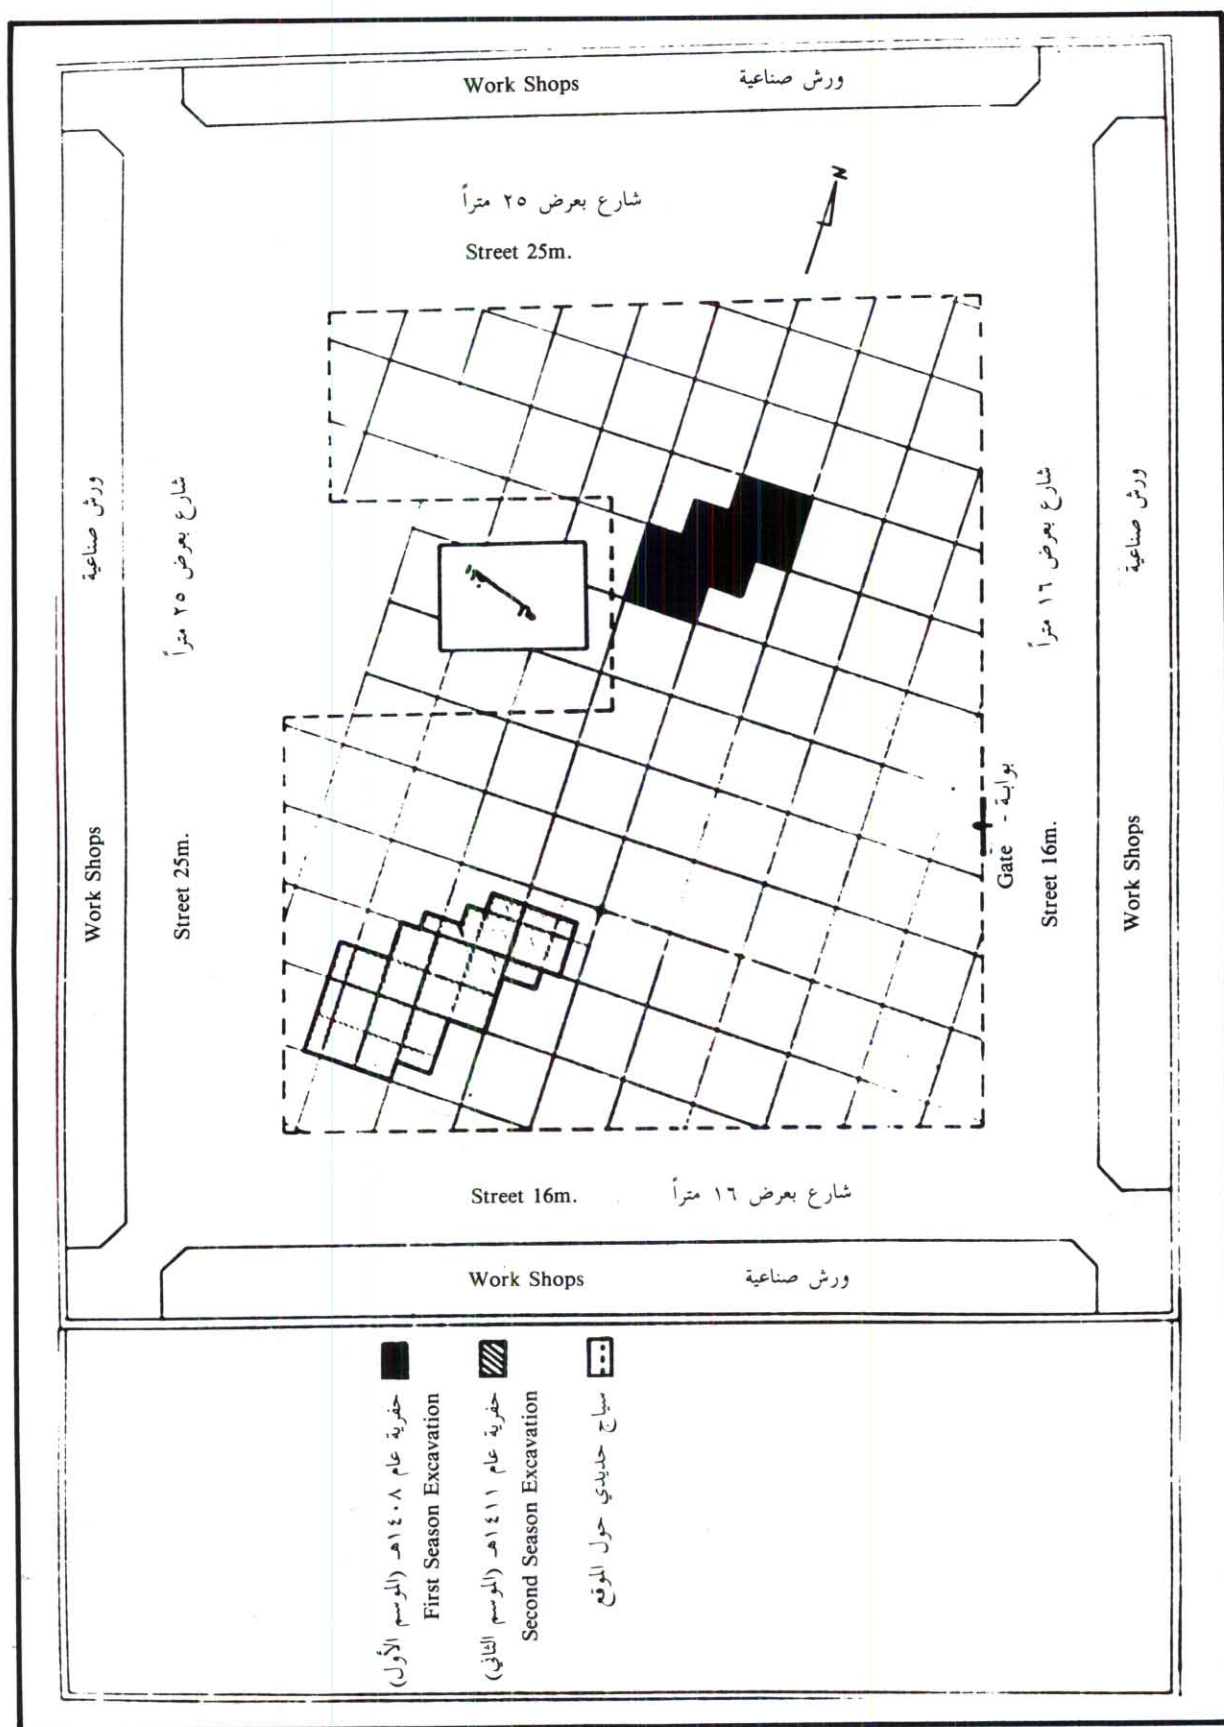 Work Shops ورش صناعية
شارع بعرض ٢٥ متراً
Street 25m.
N
ورش صناعية
Work Shops
شارع بعرض ٢٥ متراً
Street 25m.
بوابة -
Gate
شارع بعرض ١٦ متراً
Street 16m.
ورش صناعية
Work Shops
Street 16m. شارع بعرض ١٦ متراً
Work Shops ورش صناعية
حفرية عام ١٤٠٨هـ (الموسم الأول)
First Season Excavation
حفرية عام ١٤١١هـ (الموسم الثاني)
Second Season Excavation
سياج حديدي حول الموقع